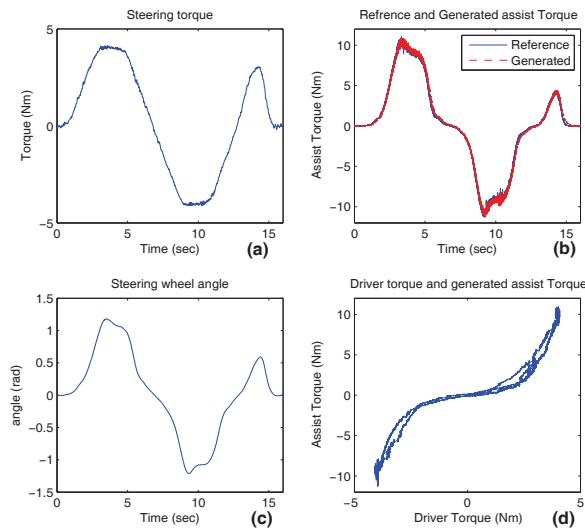 Steering torque
5
0
−5
Torque (Nm)
0 5 10 15
Time (sec)
(a)
Refrence and Generated assist Torque
Reference
Generated
10
5
0
−5
−10
Assist Torque (Nm)
0 5 10 15
Time (sec)
(b)
Steering wheel angle
1.5
1
0.5
0
−0.5
−1
−1.5
angle (rad)
0 5 10 15
Time (sec)
(c)
Driver torque and generated assist Torque
10
5
0
−5
−10
Assist Torque (Nm)
−5 0 5
Driver Torque (Nm)
(d)